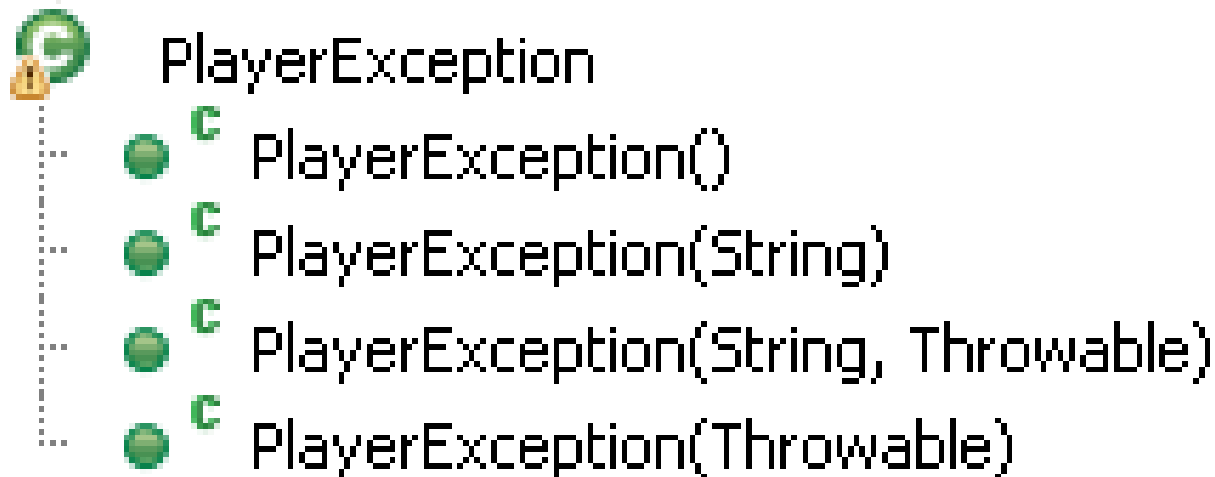 PlayerException
C PlayerException()
C PlayerException(String)
C PlayerException(String, Throwable)
C PlayerException(Throwable)